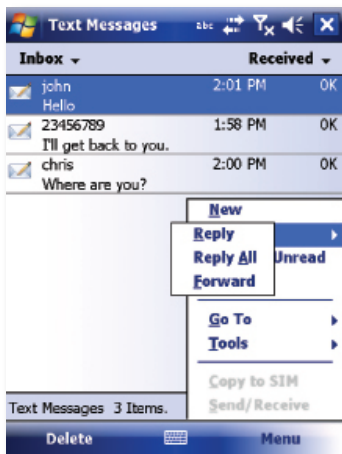 Text Messages abc
Inbox Received
john 2:01 PM OK
Hello
23456789 1:58 PM OK
I'll get back to you.
chris 2:00 PM OK
Where are you?
New
Reply
Reply All Unread
Forward
Go To
Tools
Copy to SIM
Text Messages 3 Items. Send/Receive
Delete Menu